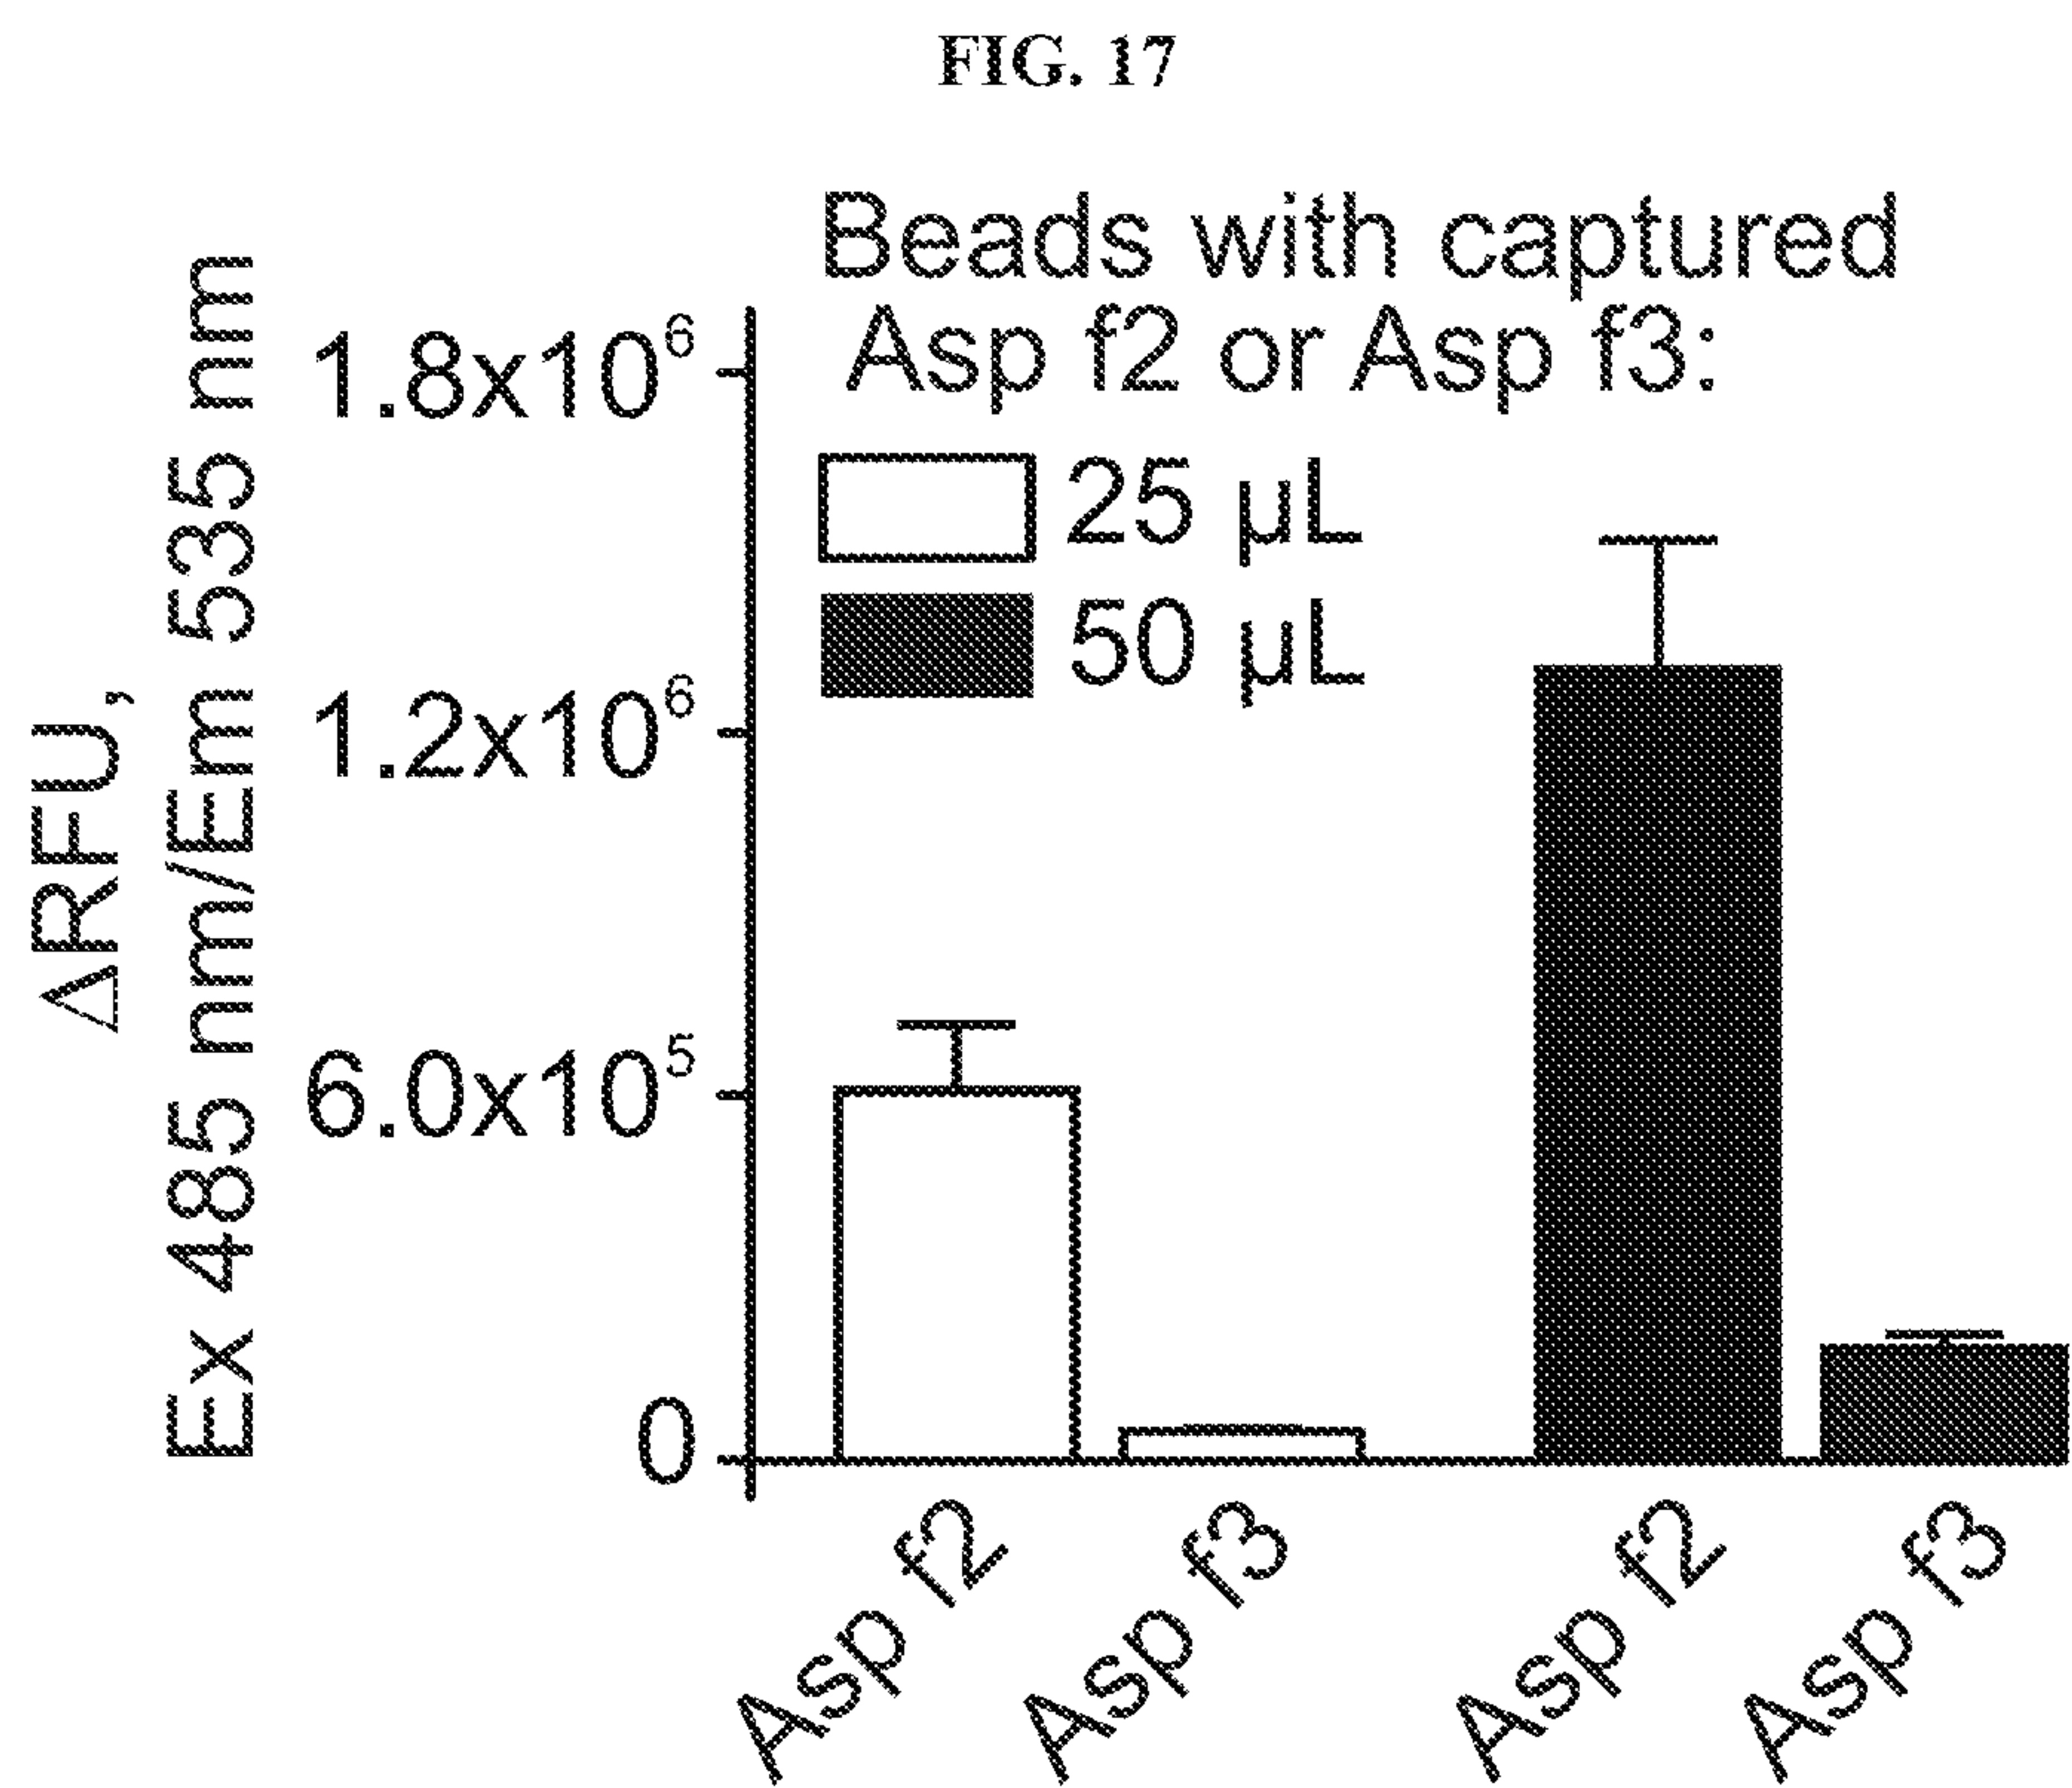 FIG. 17
Beads with captured
Asp f2 or Asp f3:
25 µL
50 µL
ΔRFU,
Ex 485 nm/Em 535 nm
1.8x10⁶
1.2x10⁶
6.0x10⁵
0
Asp f2
Asp f3
Asp f2
Asp f3